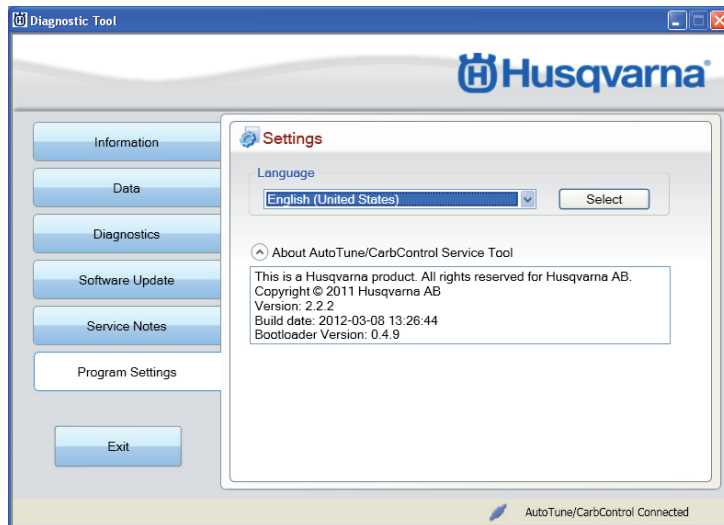 Diagnostic Tool
Husqvarna®
Information
Data
Diagnostics
Software Update
Service Notes
Program Settings
Exit
Settings
Language
English (United States)
Select
About AutoTune/CarbControl Service Tool
This is a Husqvarna product. All rights reserved for Husqvarna AB.
Copyright © 2011 Husqvarna AB
Version: 2.2.2
Build date: 2012-03-08 13:26:44
Bootloader Version: 0.4.9
AutoTune/CarbControl Connected